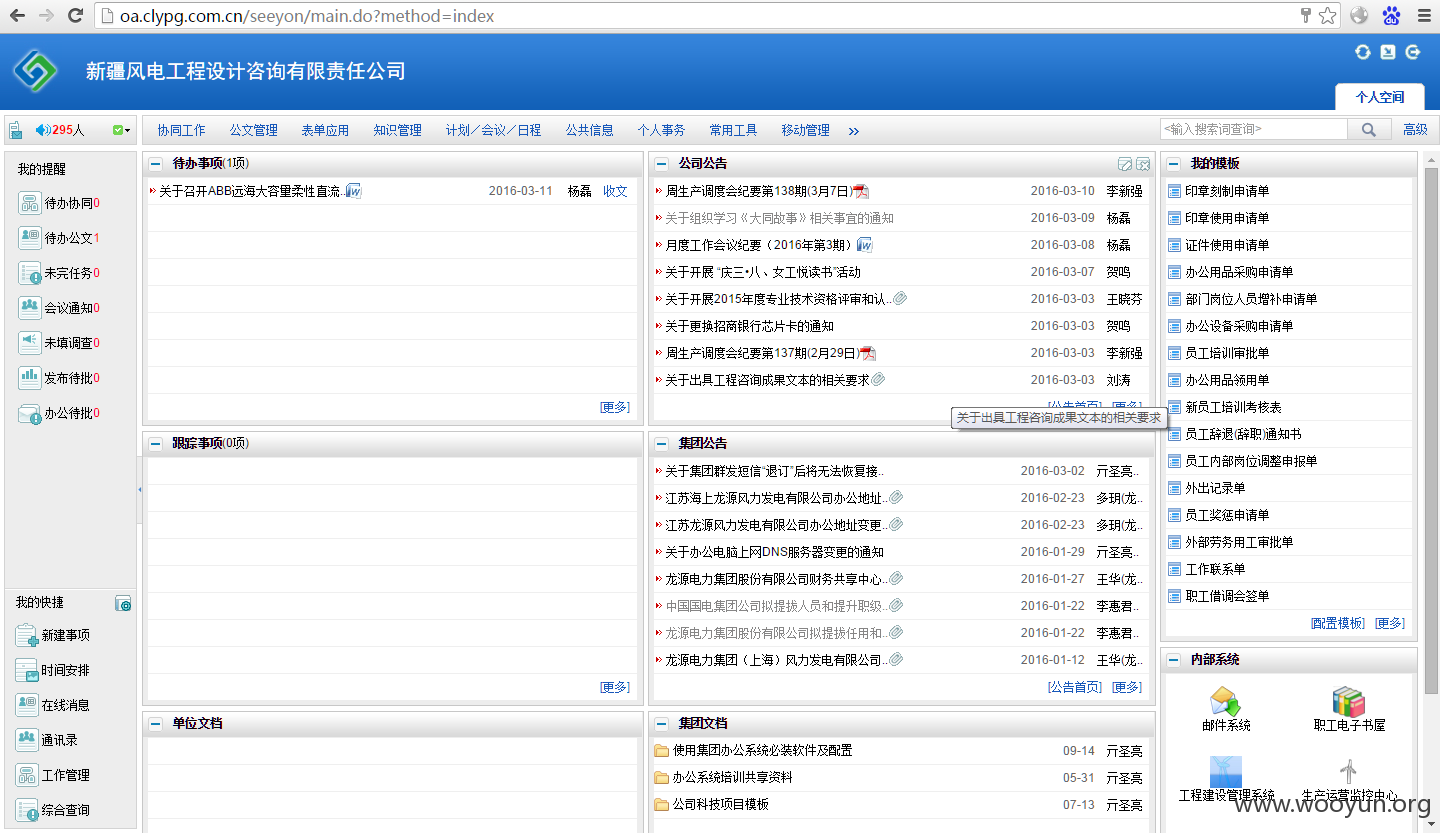 oa.clypg.com.cn/seeyon/main.do?method=index
新疆风电工程设计咨询有限责任公司
个人空间
295人
协同工作 公文管理 表单应用 知识管理 计划／会议／日程 公共信息 个人事务 常用工具 移动管理 »
<输入搜索词查询> 高级
我的提醒
待办协同0
待办公文1
未完任务0
会议通知0
未填调查0
发布待批0
办公待批0
我的快捷
新建事项
时间安排
在线消息
通讯录
工作管理
综合查询
待办事项(1项)
关于召开ABB远海大容量柔性直流.. 2016-03-11 杨磊 收文
[更多]
跟踪事项(0项)
[更多]
单位文档
公司公告
周生产调度会纪要第138期(3月7日) 2016-03-10 李新强
关于组织学习《大同故事》相关事宜的通知 2016-03-09 杨磊
月度工作会议纪要（2016年第3期） 2016-03-08 杨磊
关于开展 “庆三•八、女工悦读书”活动 2016-03-07 贺鸣
关于开展2015年度专业技术资格评审和认.. 2016-03-03 王晓芬
关于更换招商银行芯片卡的通知 2016-03-03 贺鸣
周生产调度会纪要第137期(2月29日) 2016-03-03 李新强
关于出具工程咨询成果文本的相关要求 2016-03-03 刘涛
[公告首页] [更多]
关于出具工程咨询成果文本的相关要求
集团公告
关于集团群发短信“退订”后将无法恢复接.. 2016-03-02 亓圣亮..
江苏海上龙源风力发电有限公司办公地址.. 2016-02-23 多玥(龙..
江苏龙源风力发电有限公司办公地址变更.. 2016-02-23 多玥(龙..
关于办公电脑上网DNS服务器变更的通知 2016-01-29 亓圣亮..
龙源电力集团股份有限公司财务共享中心.. 2016-01-27 王华(龙..
中国国电集团公司拟提拔人员和提升职级.. 2016-01-22 李惠君..
龙源电力集团股份有限公司拟提拔任用和.. 2016-01-22 李惠君..
龙源电力集团（上海）风力发电有限公司.. 2016-01-12 王华(龙..
[公告首页] [更多]
集团文档
使用集团办公系统必装软件及配置 09-14 亓圣亮
办公系统培训共享资料 05-31 亓圣亮
公司科技项目模板 07-13 亓圣亮
我的模板
印章刻制申请单
印章使用申请单
证件使用申请单
办公用品采购申请单
部门岗位人员增补申请单
办公设备采购申请单
员工培训审批单
办公用品领用单
新员工培训考核表
员工辞退(辞职)通知书
员工内部岗位调整申报单
外出记录单
员工奖惩申请单
外部劳务用工审批单
工作联系单
职工借调会签单
[配置模板] [更多]
内部系统
邮件系统 职工电子书屋
工程建设管理系统 生产运营监控中心
www.wooyun.org